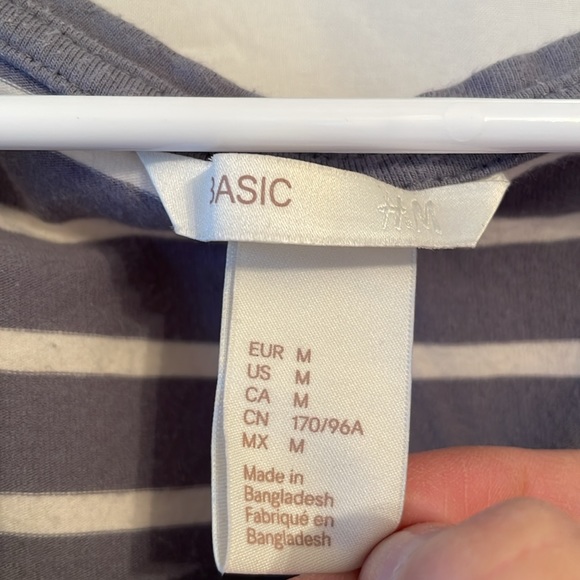 BASIC
H&M
EUR M
US M
CA M
CN 170/96A
MX M
Made in
Bangladesh
Fabriqué en
Bangladesh